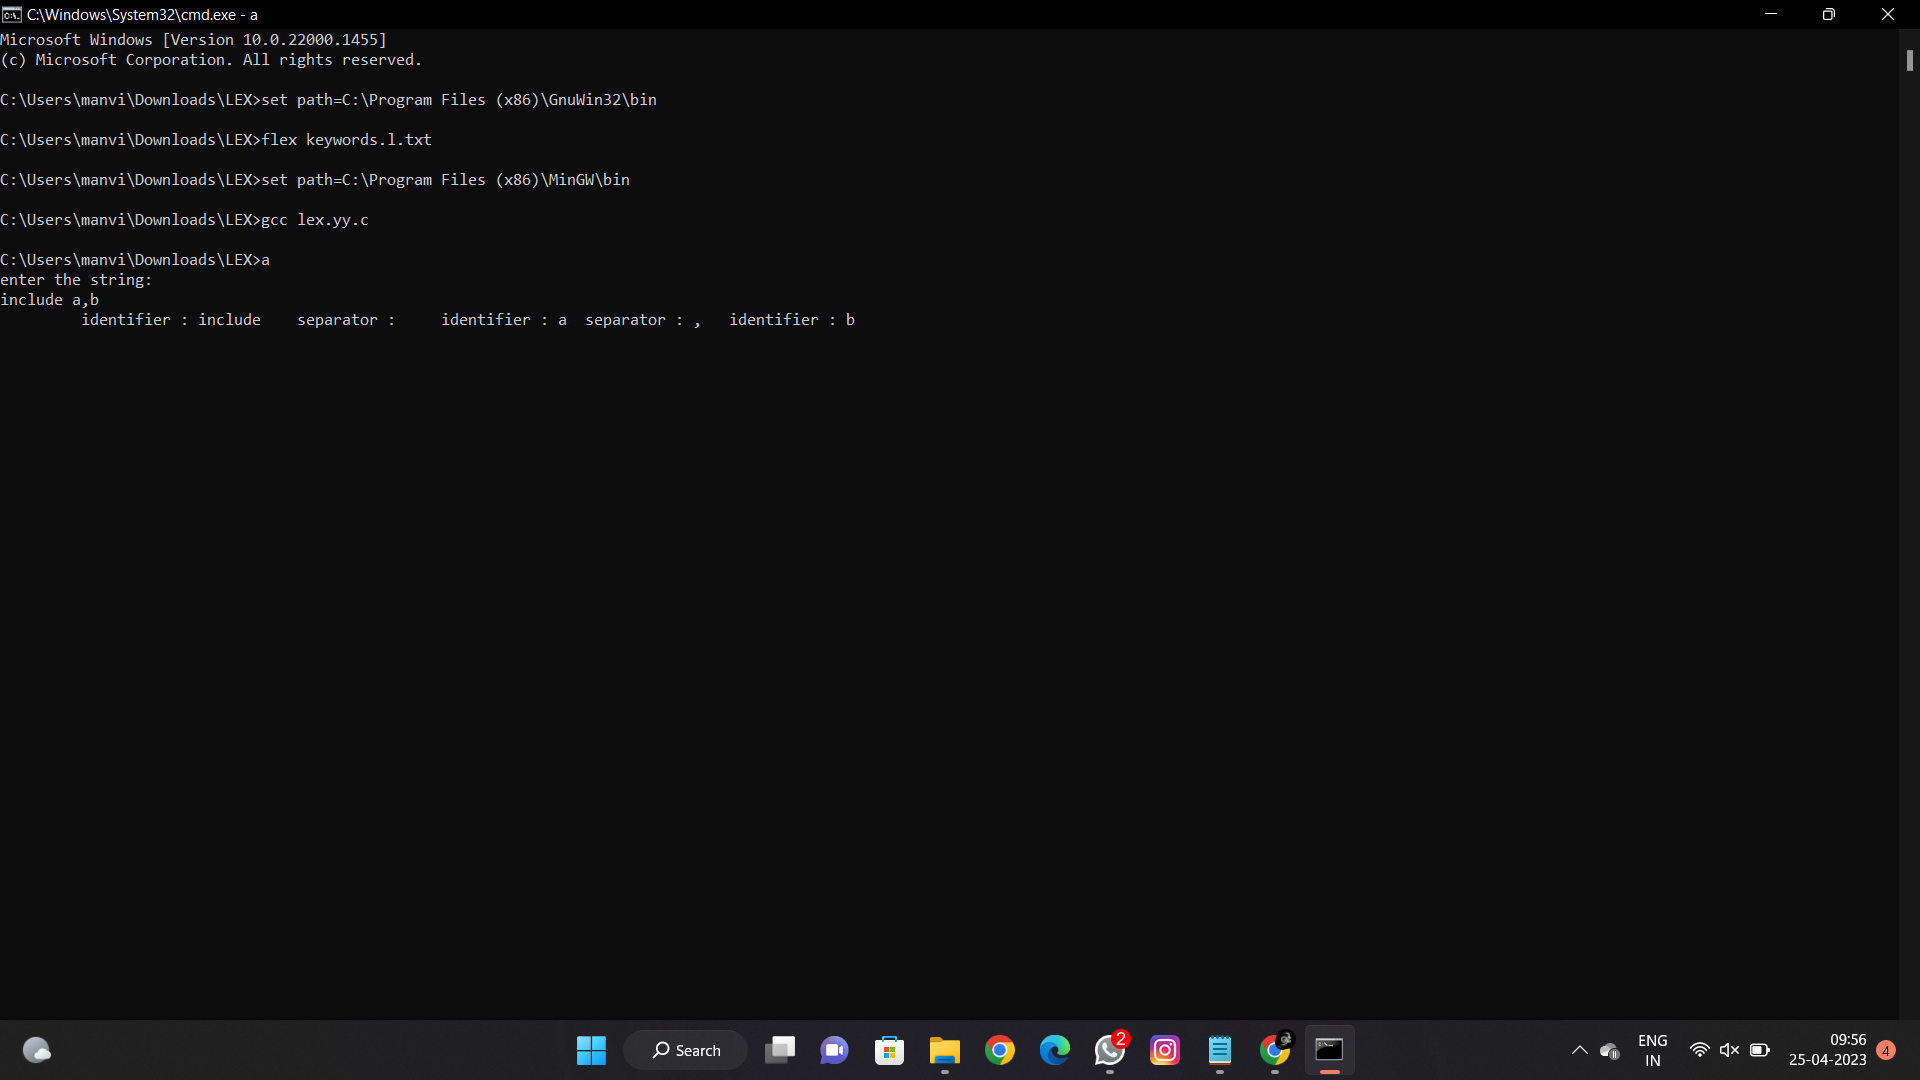 C:\Windows\System32\cmd.exe - a
Microsoft Windows [Version 10.0.22000.1455]
(c) Microsoft Corporation. All rights reserved.
C:\Users\manvi\Downloads\LEX>set path=C:\Program Files (x86)\GnuWin32\bin
C:\Users\manvi\Downloads\LEX>flex keywords.l.txt
C:\Users\manvi\Downloads\LEX>set path=C:\Program Files (x86)\MinGW\bin
C:\Users\manvi\Downloads\LEX>gcc lex.yy.c
C:\Users\manvi\Downloads\LEX>a
enter the string:
include a,b
identifier : include    separator :     identifier : a  separator : ,   identifier : b
Search
2
ENG
IN
09:56
25-04-2023
4